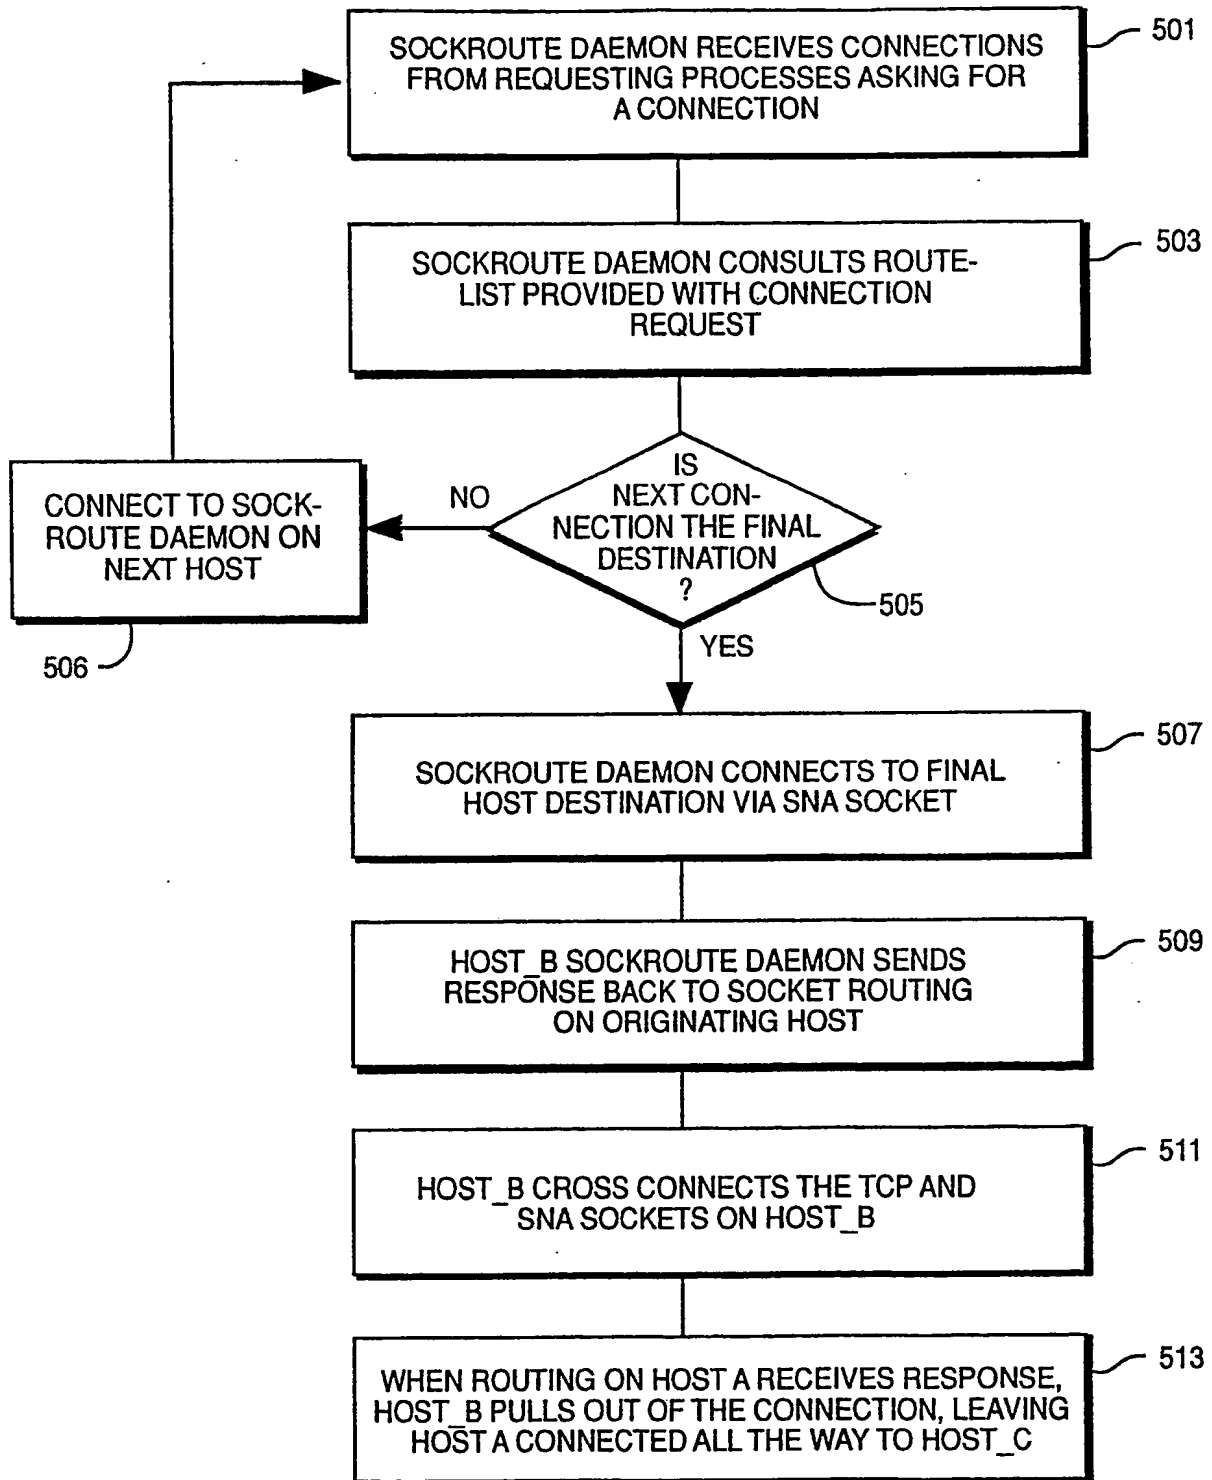 SOCKROUTE DAEMON RECEIVES CONNECTIONS
FROM REQUESTING PROCESSES ASKING FOR
A CONNECTION
501
SOCKROUTE DAEMON CONSULTS ROUTE-
LIST PROVIDED WITH CONNECTION
REQUEST
503
IS
NEXT CON-
NECTION THE FINAL
DESTINATION
?
505
NO
CONNECT TO SOCK-
ROUTE DAEMON ON
NEXT HOST
506
YES
SOCKROUTE DAEMON CONNECTS TO FINAL
HOST DESTINATION VIA SNA SOCKET
507
HOST_B SOCKROUTE DAEMON SENDS
RESPONSE BACK TO SOCKET ROUTING
ON ORIGINATING HOST
509
HOST_B CROSS CONNECTS THE TCP AND
SNA SOCKETS ON HOST_B
511
WHEN ROUTING ON HOST A RECEIVES RESPONSE,
HOST_B PULLS OUT OF THE CONNECTION, LEAVING
HOST A CONNECTED ALL THE WAY TO HOST_C
513